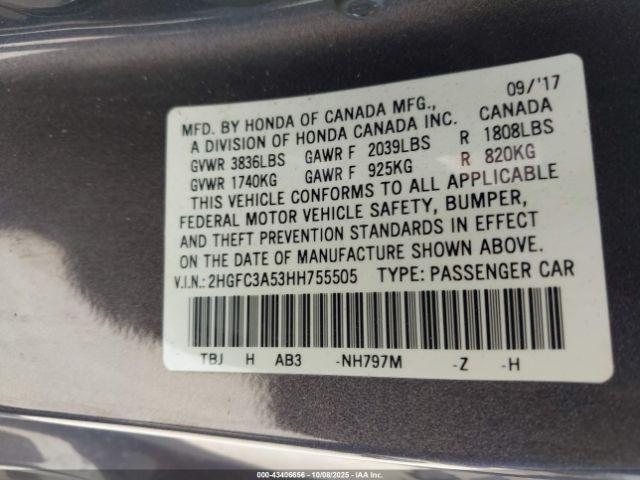 09/'17
MFD. BY HONDA OF CANADA MFG., CANADA
A DIVISION OF HONDA CANADA INC.
GVWR 3836LBS GAWR F 2039LBS R 1808LBS
GVWR 1740KG GAWR F 925KG R 820KG
THIS VEHICLE CONFORMS TO ALL APPLICABLE
FEDERAL MOTOR VEHICLE SAFETY, BUMPER,
AND THEFT PREVENTION STANDARDS IN EFFECT
ON THE DATE OF MANUFACTURE SHOWN ABOVE.
V.I.N.: 2HGFC3A53HH755505 TYPE: PASSENGER CAR
TBJ H AB3 -NH797M -Z -H
© - 43406656 - 10/08/2025 - IAAI.CA